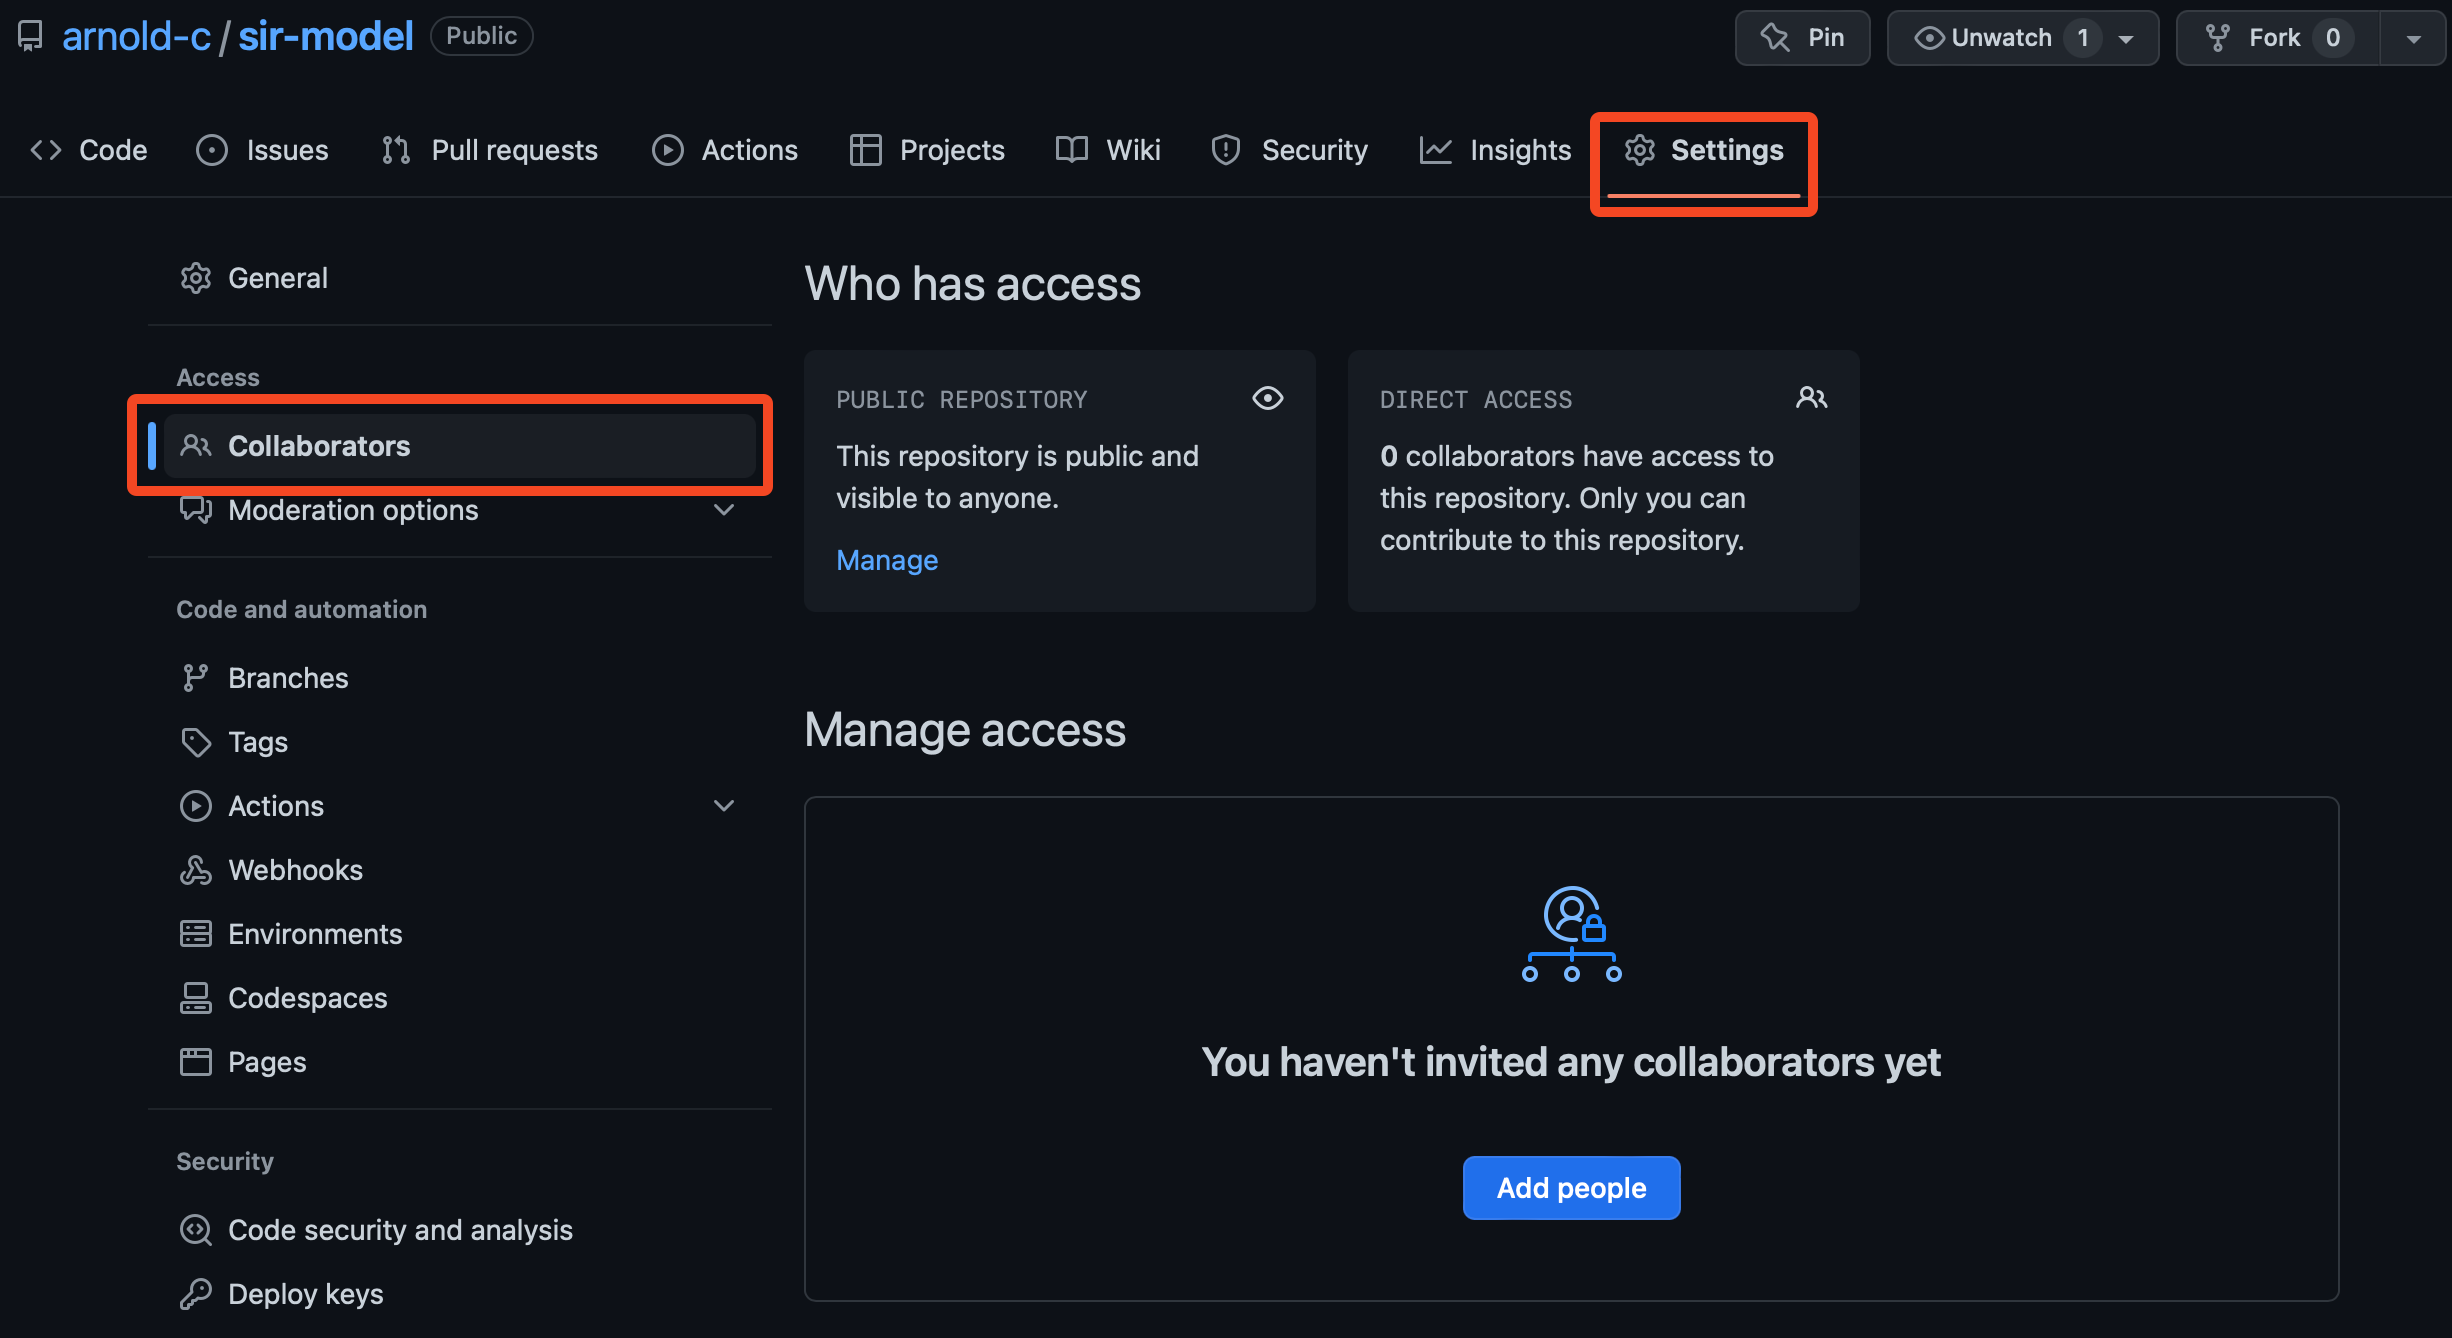 arnold-c / sir-model Public
Pin
Unwatch 1
Fork 0
Code
Issues
Pull requests
Actions
Projects
Wiki
Security
Insights
Settings
General
Access
Collaborators
Moderation options
Code and automation
Branches
Tags
Actions
Webhooks
Environments
Codespaces
Pages
Security
Code security and analysis
Deploy keys
Who has access
PUBLIC REPOSITORY
This repository is public and
visible to anyone.
Manage
DIRECT ACCESS
0 collaborators have access to
this repository. Only you can
contribute to this repository.
Manage access
You haven't invited any collaborators yet
Add people